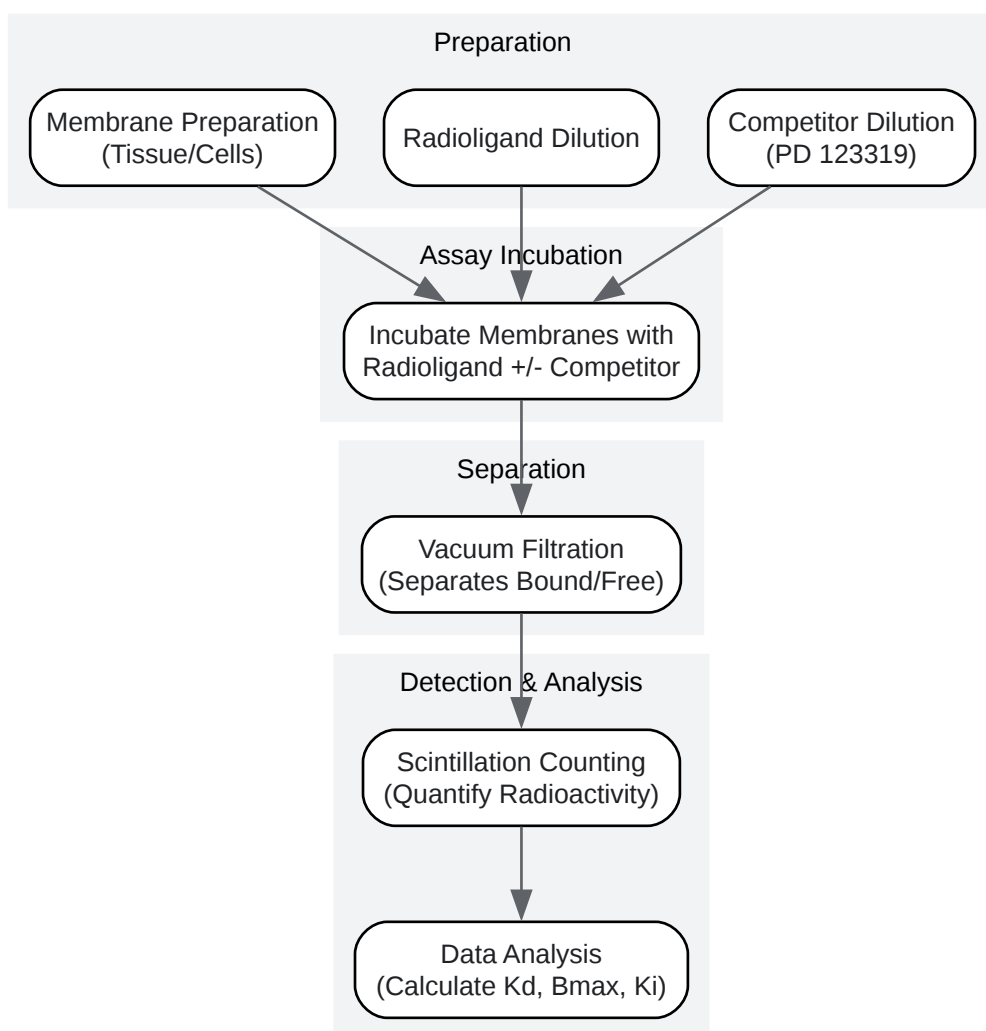 Preparation
Membrane Preparation
(Tissue/Cells)
Radioligand Dilution
Competitor Dilution
(PD 123319)
Assay Incubation
Incubate Membranes with
Radioligand +/- Competitor
Separation
Vacuum Filtration
(Separates Bound/Free)
Detection & Analysis
Scintillation Counting
(Quantify Radioactivity)
Data Analysis
(Calculate Kd, Bmax, Ki)